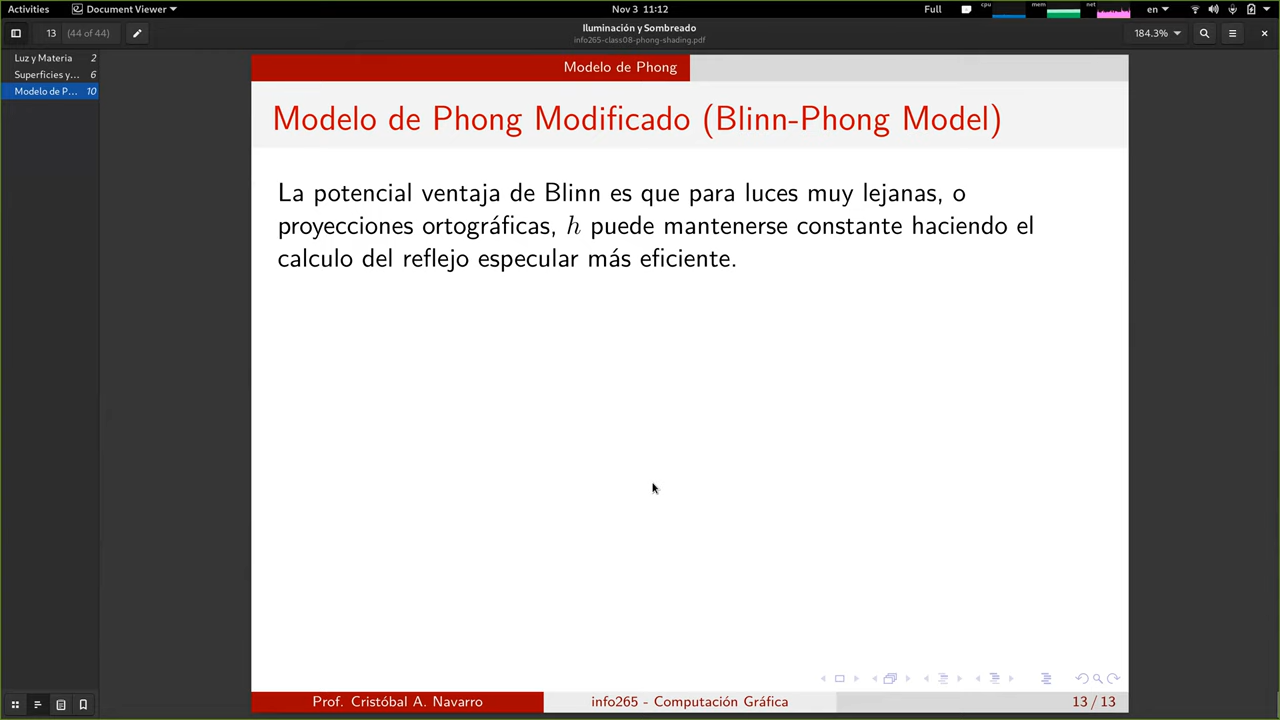 Activities
Document Viewer
Nov 3 11:12
Full
cpu
mem
net
en
13 (44 of 44)
Iluminación y Sombreado
info265-class08-phong-shading.pdf
184.3%
Luz y Materia 2
Superficies y... 6
Modelo de P... 10
Modelo de Phong
Modelo de Phong Modificado (Blinn-Phong Model)
La potencial ventaja de Blinn es que para luces muy lejanas, o
proyecciones ortográficas, h puede mantenerse constante haciendo el
calculo del reflejo especular más eficiente.
Prof. Cristóbal A. Navarro
info265 - Computación Gráfica
13 / 13